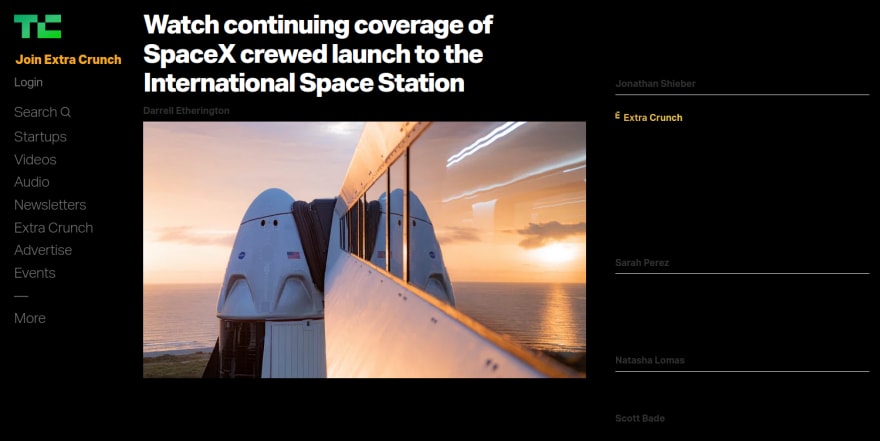 TC
Join Extra Crunch
Login
Search
Startups
Videos
Audio
Newsletters
Extra Crunch
Advertise
Events
—
More
Watch continuing coverage of
SpaceX crewed launch to the
International Space Station
Darrell Etherington
Jonathan Shieber
Extra Crunch
Sarah Perez
Natasha Lomas
Scott Bade